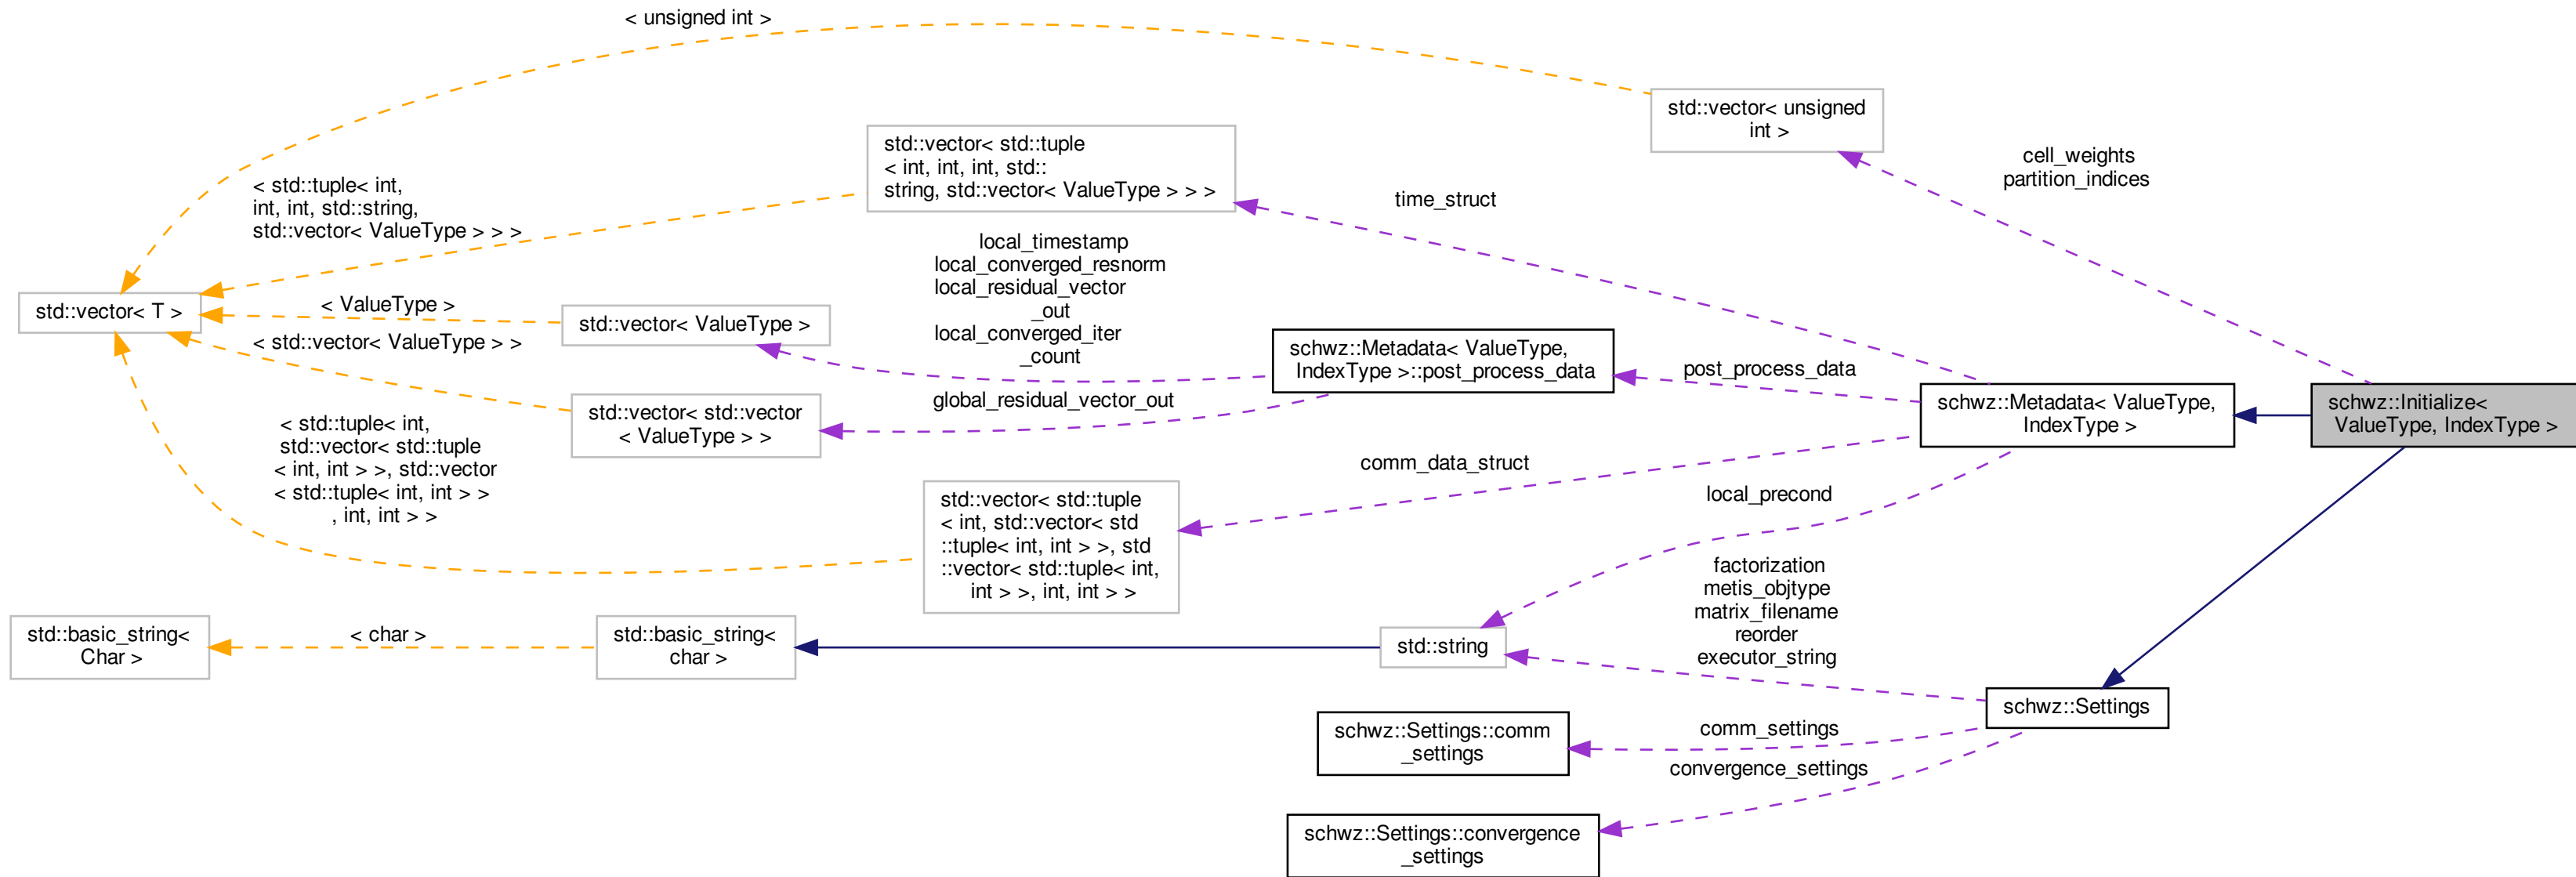 < unsigned int >
std::vector< unsigned
int >
cell_weights
partition_indices
std::vector< std::tuple
< int, int, int, std::
string, std::vector< ValueType > > >
time_struct
< std::tuple< int,
int, int, std::string,
std::vector< ValueType > > >
local_timestamp
local_converged_resnorm
local_residual_vector
_out
local_converged_iter
_count
std::vector< T >
< ValueType >
std::vector< ValueType >
< std::vector< ValueType > >
schwz::Metadata< ValueType,
IndexType >::post_process_data
post_process_data
schwz::Metadata< ValueType,
IndexType >
schwz::Initialize<
ValueType, IndexType >
std::vector< std::vector
< ValueType > >
global_residual_vector_out
< std::tuple< int,
std::vector< std::tuple
< int, int > >, std::vector
< std::tuple< int, int > >
, int, int > >
std::vector< std::tuple
< int, std::vector< std
::tuple< int, int > >, std
::vector< std::tuple< int,
int > >, int, int > >
comm_data_struct
local_precond
factorization
metis_objtype
matrix_filename
reorder
executor_string
std::basic_string<
Char >
< char >
std::basic_string<
char >
std::string
schwz::Settings
schwz::Settings::comm
_settings
comm_settings
convergence_settings
schwz::Settings::convergence
_settings